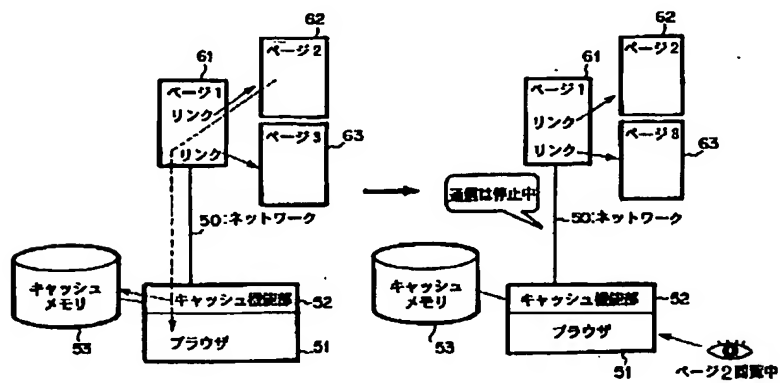 61
ページ1
リンク
リンク
62
ページ2
ページ3
63
50:ネットワーク
キャッシュ
メモリ
53
キャッシュ機能部
52
ブラウザ
51
61
ページ1
リンク
リンク
62
ページ2
ページ3
63
通信は停止中
50:ネットワーク
キャッシュ
メモリ
53
キャッシュ機能部
52
ブラウザ
51
ページ2閲覧中